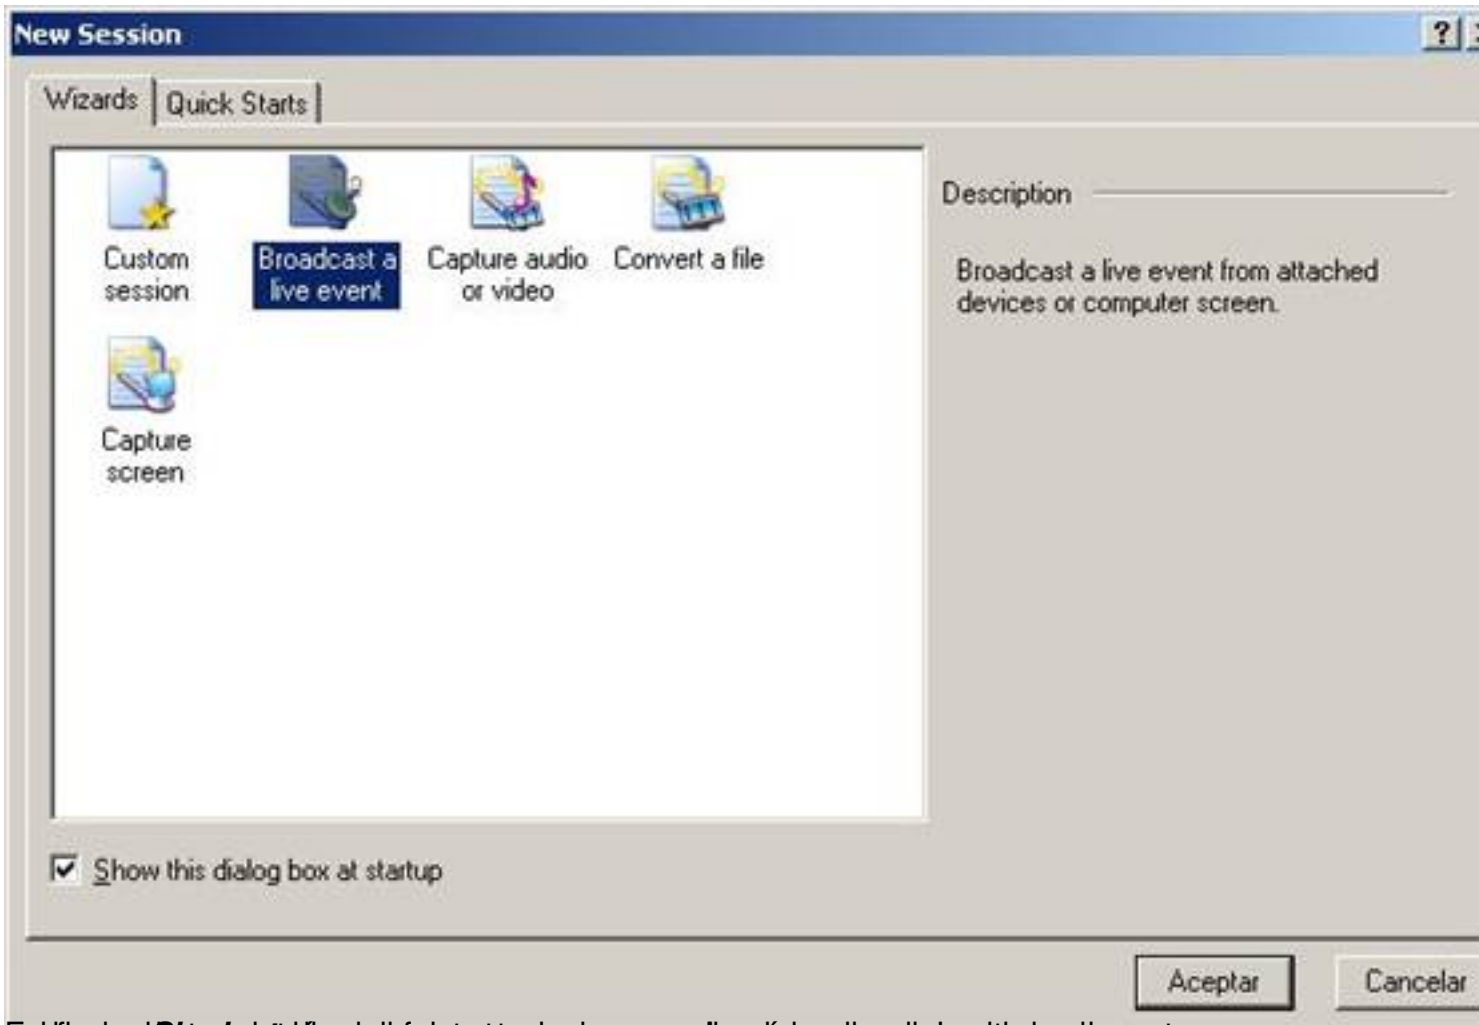 New Session
Wizards
Quick Starts
Custom
session
Broadcast a
live event
Capture audio
or video
Convert a file
Capture
screen
Description
Broadcast a live event from attached
devices or computer screen.
Show this dialog box at startup
Aceptar
Cancelar